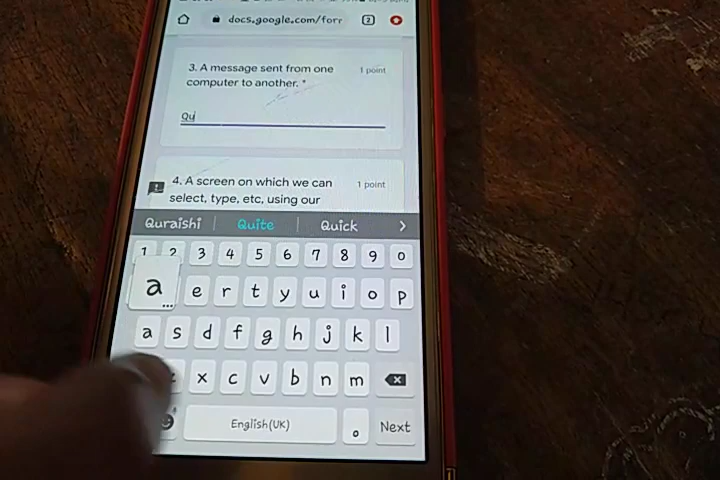 docs.google.com/forr 2
3. A message sent from one 1 point
computer to another. *
Qu
4. A screen on which we can 1 point
select, type, etc, using our
Quraishi Quite Quick
1 2 3 4 5 6 7 8 9 0
a e r t y u i o p
a s d f g h j k l
x c v b n m
English(UK) Next